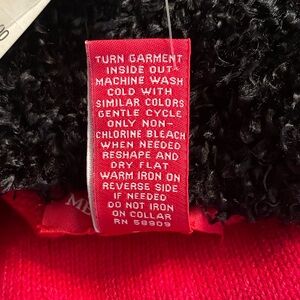 TURN GARMENT
INSIDE OUT
MACHINE WASH
COLD WITH
SIMILAR COLORS
GENTLE CYCLE
ONLY NON-
CHLORINE BLEACH
WHEN NEEDED
RESHAPE AND
DRY FLAT
WARM IRON ON
REVERSE SIDE
IF NEEDED
DO NOT IRON
ON COLLAR
RN 58909